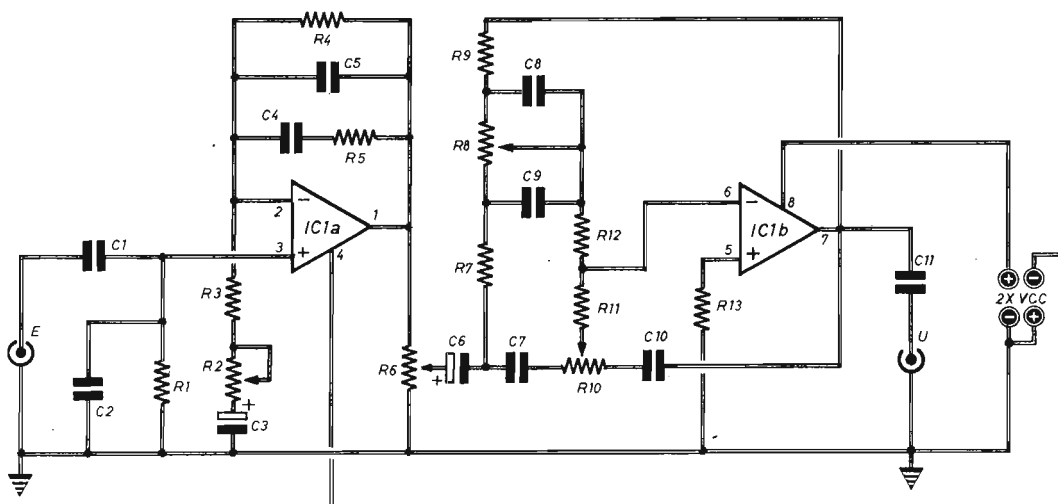 R4
C5
C4
R5
2
−
IC1a
1
3
+
4
C1
E
C2
R1
R3
R2
+
C3
R6
R9
C8
R8
C9
R7
R12
R11
C6
+
C7
R10
C10
6
−
IC1b
8
5
+
7
R13
C11
U
+ −
2X VCC
− +